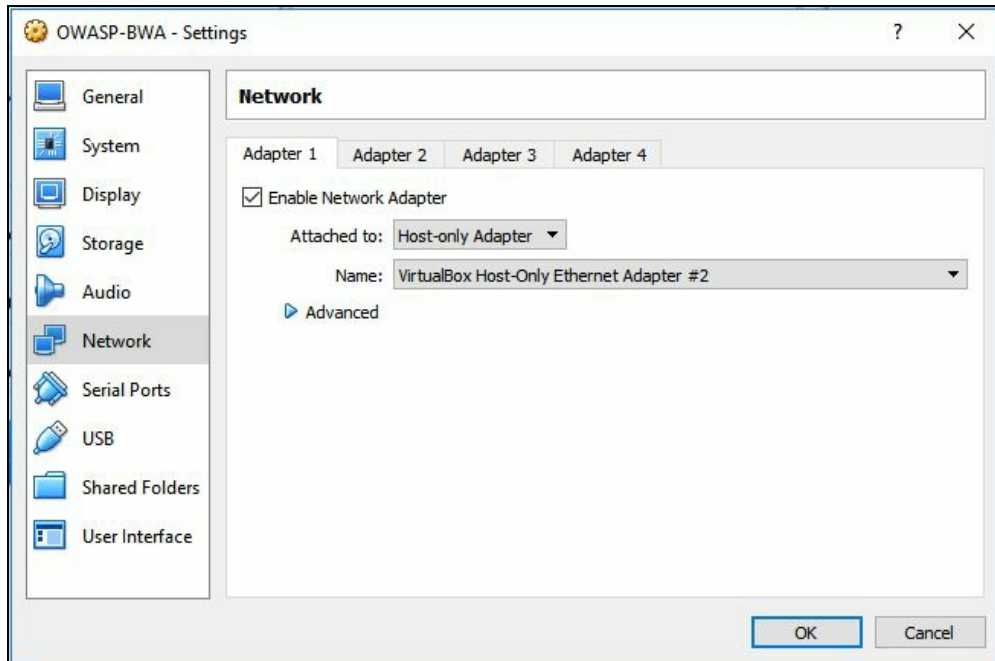 OWASP-BWA - Settings
?
General
System
Display
Storage
Audio
Network
Serial Ports
USB
Shared Folders
User Interface
Network
Adapter 1
Adapter 2
Adapter 3
Adapter 4
Enable Network Adapter
Attached to: Host-only Adapter
Name: VirtualBox Host-Only Ethernet Adapter #2
Advanced
OK
Cancel